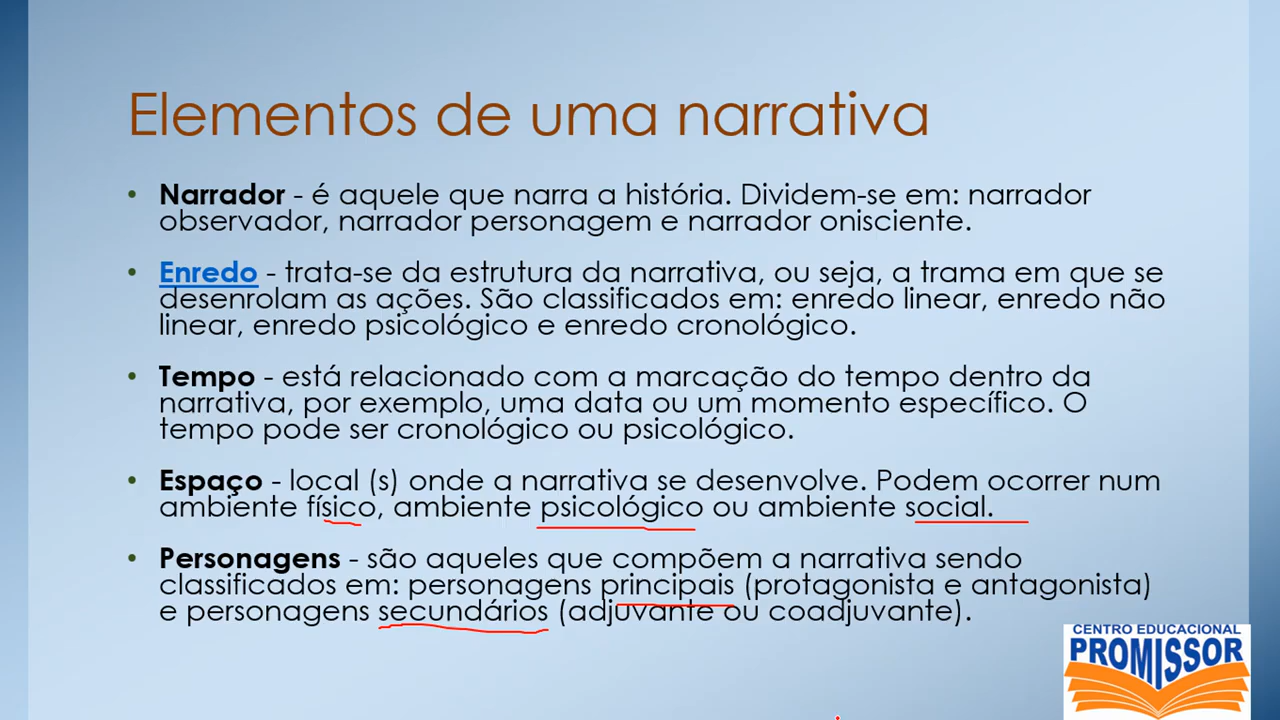 Elementos de uma narrativa
• Narrador - é aquele que narra a história. Dividem-se em: narrador
observador, narrador personagem e narrador onisciente.
• Enredo - trata-se da estrutura da narrativa, ou seja, a trama em que se
desenrolam as ações. São classificados em: enredo linear, enredo não
linear, enredo psicológico e enredo cronológico.
• Tempo - está relacionado com a marcação do tempo dentro da
narrativa, por exemplo, uma data ou um momento específico. O
tempo pode ser cronológico ou psicológico.
• Espaço - local (s) onde a narrativa se desenvolve. Podem ocorrer num
ambiente físico, ambiente psicológico ou ambiente social.
• Personagens - são aqueles que compõem a narrativa sendo
classificados em: personagens principais (protagonista e antagonista)
e personagens secundários (adjuvante ou coadjuvante).
CENTRO EDUCACIONAL
PROMISSOR